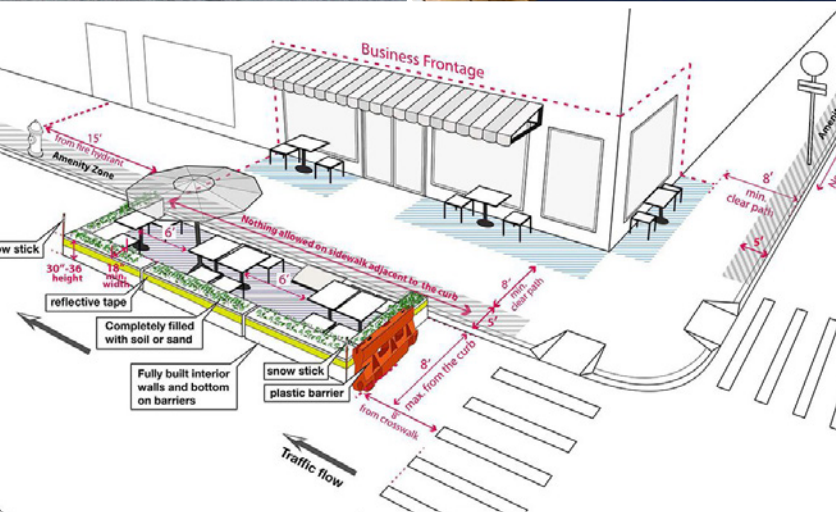 Business Frontage
15'
from fire hydrant
Amenity Zone
8'
min.
clear path
5'
6'
Nothing allowed on sidewalk adjacent to the curb
6'
8'
min.
clear path
5'
ow stick
30"-36
height
18"
min.
width
reflective tape
Completely filled
with soil or sand
Fully built interior
walls and bottom
on barriers
snow stick
plastic barrier
8'
max. from the curb
8'
from crosswalk
Traffic flow